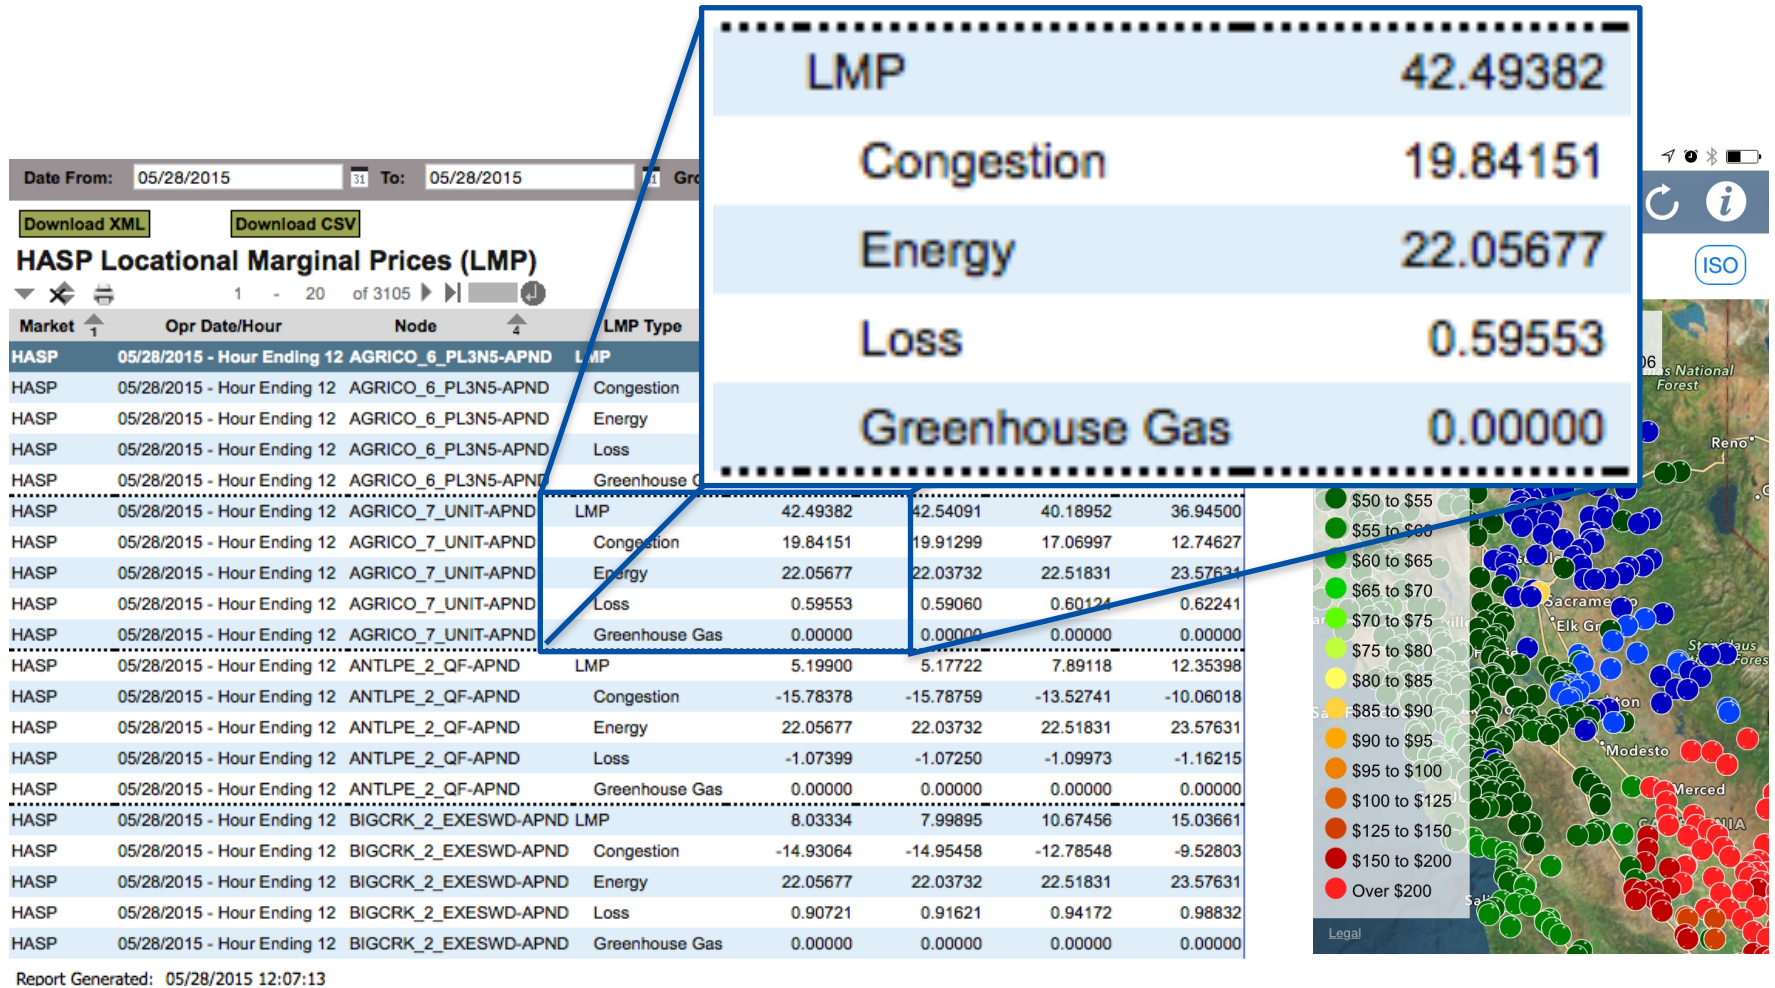 LMP 42.49382
Congestion 19.84151
Energy 22.05677
Loss 0.59553
Greenhouse Gas 0.00000
Date From: 05/28/2015 31 To: 05/28/2015
Download XML Download CSV
HASP Locational Marginal Prices (LMP)
1 - 20 of 3105
Market 1 Opr Date/Hour Node 4 LMP Type
HASP 05/28/2015 - Hour Ending 12 AGRICO_6_PL3N5-APND LMP
HASP 05/28/2015 - Hour Ending 12 AGRICO_6_PL3N5-APND Congestion
HASP 05/28/2015 - Hour Ending 12 AGRICO_6_PL3N5-APND Energy
HASP 05/28/2015 - Hour Ending 12 AGRICO_6_PL3N5-APND Loss
HASP 05/28/2015 - Hour Ending 12 AGRICO_6_PL3N5-APND Greenhouse
HASP 05/28/2015 - Hour Ending 12 AGRICO_7_UNIT-APND LMP 42.49382 42.54091 40.18952 36.94500
HASP 05/28/2015 - Hour Ending 12 AGRICO_7_UNIT-APND Congestion 19.84151 19.91299 17.06997 12.74627
HASP 05/28/2015 - Hour Ending 12 AGRICO_7_UNIT-APND Energy 22.05677 22.03732 22.51831 23.57631
HASP 05/28/2015 - Hour Ending 12 AGRICO_7_UNIT-APND Loss 0.59553 0.59060 0.60124 0.62241
HASP 05/28/2015 - Hour Ending 12 AGRICO_7_UNIT-APND Greenhouse Gas 0.00000 0.00000 0.00000 0.00000
HASP 05/28/2015 - Hour Ending 12 ANTLPE_2_QF-APND LMP 5.19900 5.17722 7.89118 12.35398
HASP 05/28/2015 - Hour Ending 12 ANTLPE_2_QF-APND Congestion -15.78378 -15.78759 -13.52741 -10.06018
HASP 05/28/2015 - Hour Ending 12 ANTLPE_2_QF-APND Energy 22.05677 22.03732 22.51831 23.57631
HASP 05/28/2015 - Hour Ending 12 ANTLPE_2_QF-APND Loss -1.07399 -1.07250 -1.09973 -1.16215
HASP 05/28/2015 - Hour Ending 12 ANTLPE_2_QF-APND Greenhouse Gas 0.00000 0.00000 0.00000 0.00000
HASP 05/28/2015 - Hour Ending 12 BIGCRK_2_EXESWD-APND LMP 8.03334 7.99895 10.67456 15.03661
HASP 05/28/2015 - Hour Ending 12 BIGCRK_2_EXESWD-APND Congestion -14.93064 -14.95458 -12.78548 -9.52803
HASP 05/28/2015 - Hour Ending 12 BIGCRK_2_EXESWD-APND Energy 22.05677 22.03732 22.51831 23.57631
HASP 05/28/2015 - Hour Ending 12 BIGCRK_2_EXESWD-APND Loss 0.90721 0.91621 0.94172 0.98832
HASP 05/28/2015 - Hour Ending 12 BIGCRK_2_EXESWD-APND Greenhouse Gas 0.00000 0.00000 0.00000 0.00000
Report Generated: 05/28/2015 12:07:13
i
ISO
National
Forest
Reno
$50 to $55
$55 to $60
$60 to $65
$65 to $70
$70 to $75
$75 to $80
$80 to $85
$85 to $90
$90 to $95
$95 to $100
$100 to $125
$125 to $150
$150 to $200
Over $200
Elk
Modesto
Merced
Legal